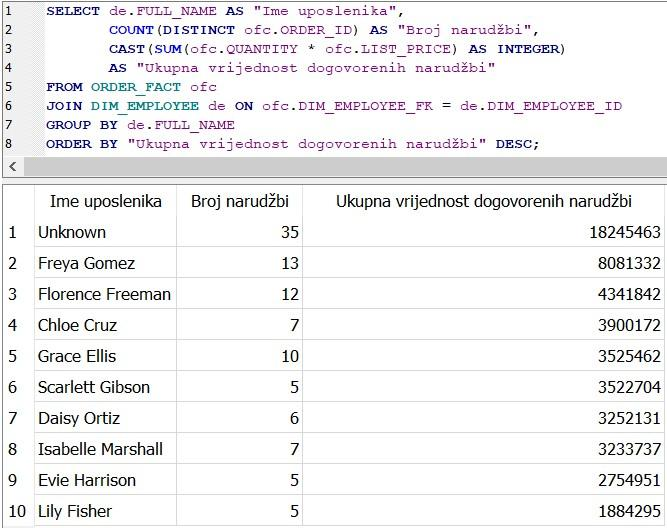 1 SELECT de.FULL_NAME AS "Ime uposlenika",
2 COUNT(DISTINCT ofc.ORDER_ID) AS "Broj narudžbi",
3 CAST(SUM(ofc.QUANTITY * ofc.LIST_PRICE) AS INTEGER)
4 AS "Ukupna vrijednost dogovorenih narudžbi"
5 FROM ORDER_FACT ofc
6 JOIN DIM_EMPLOYEE de ON ofc.DIM_EMPLOYEE_FK = de.DIM_EMPLOYEE_ID
7 GROUP BY de.FULL_NAME
8 ORDER BY "Ukupna vrijednost dogovorenih narudžbi" DESC;
Ime uposlenika Broj narudžbi Ukupna vrijednost dogovorenih narudžbi
1 Unknown 35 18245463
2 Freya Gomez 13 8081332
3 Florence Freeman 12 4341842
4 Chloe Cruz 7 3900172
5 Grace Ellis 10 3525462
6 Scarlett Gibson 5 3522704
7 Daisy Ortiz 6 3252131
8 Isabelle Marshall 7 3233737
9 Evie Harrison 5 2754951
10 Lily Fisher 5 1884295